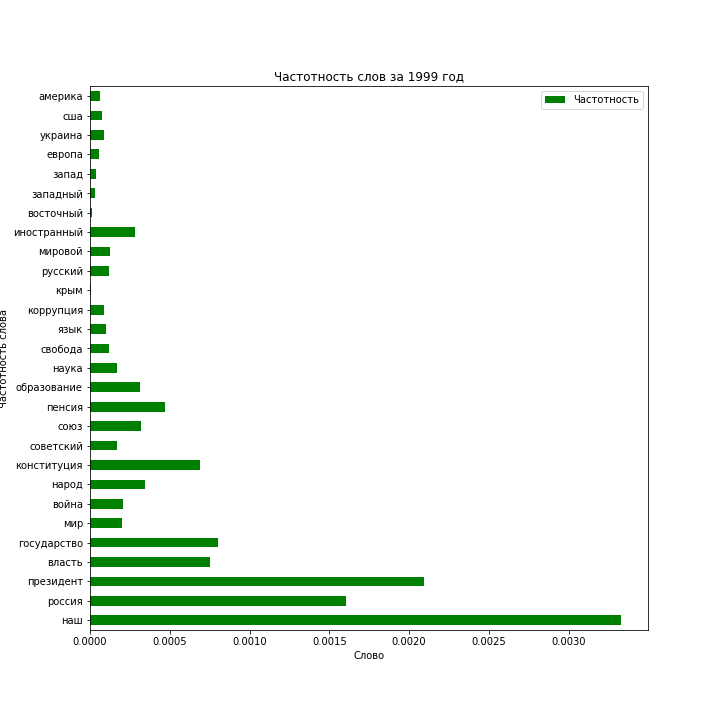 Частотность слов за 1999 год
Частотность
америка
сша
украина
европа
запад
западный
восточный
иностранный
мировой
русский
крым
коррупция
язык
свобода
наука
образование
пенсия
союз
советский
конституция
народ
война
мир
государство
власть
президент
россия
наш
Частотность слова
0.0000 0.0005 0.0010 0.0015 0.0020 0.0025 0.0030
Слово